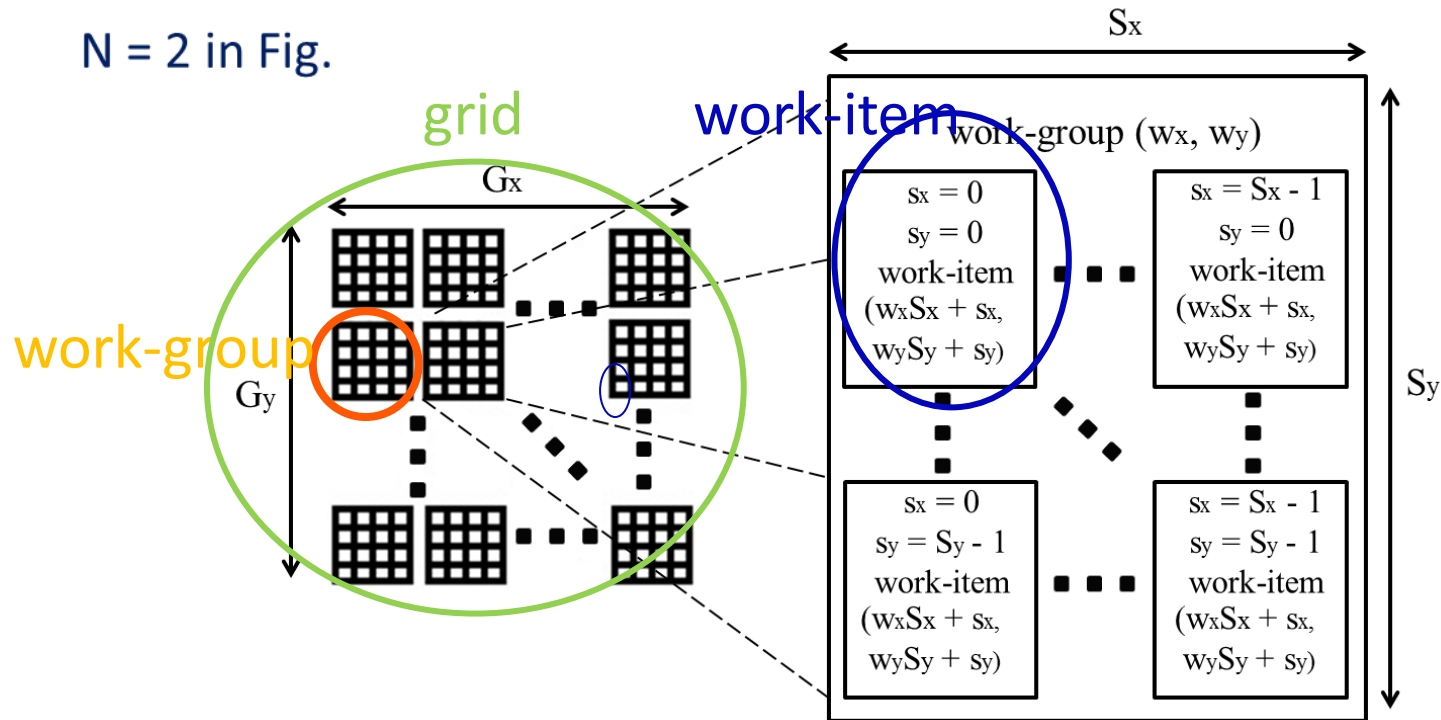 N = 2 in Fig.
grid
work-item
work-group
Gx
Gy
Sx
Sy
work-group (wx, wy)
sx = 0
sy = 0
work-item
(wxSx + sx,
wySy + sy)
sx = Sx - 1
sy = 0
work-item
(wxSx + sx,
wySy + sy)
sx = 0
sy = Sy - 1
work-item
(wxSx + sx,
wySy + sy)
sx = Sx - 1
sy = Sy - 1
work-item
(wxSx + sx,
wySy + sy)